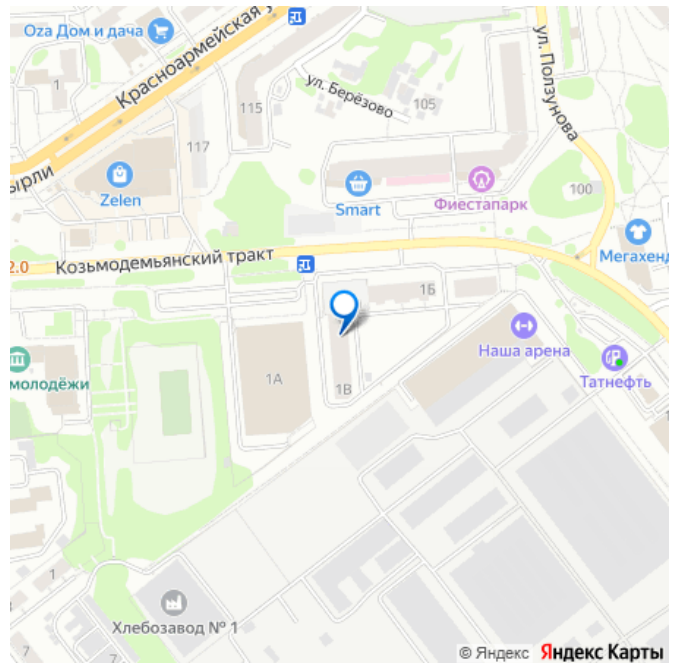 Oza Дом и дача
Красноармейская у
1
115
ул. Берёзово
105
ул. Ползунова
117
ырли
Zelen
Smart
Фиестапарк
100
Мегахенд
2.0
Козьмодемьянский тракт
1Б
Наша арена
Татнефть
молодёжи
1А
1В
1
Хлебозавод № 1
7
7
© Яндекс Яндекс Карты